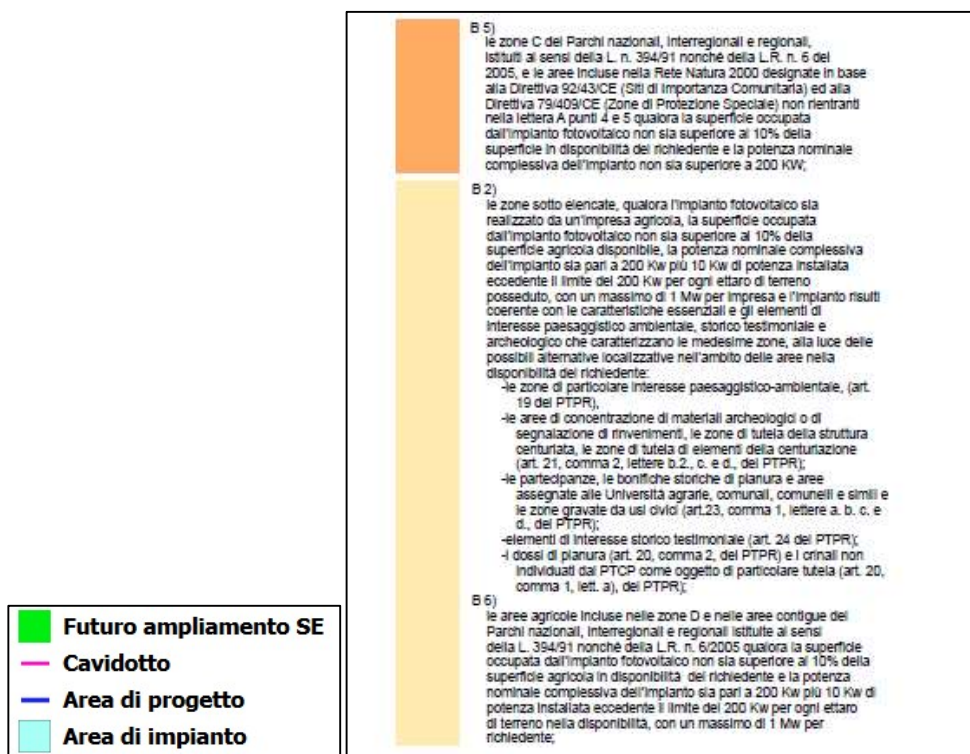 B 5)
le zone C dei Parchi nazionali, interregionali e regionali,
istituiti ai sensi della L. n. 394/91 nonché della L.R. n. 6 del
2005, e le aree incluse nella Rete Natura 2000 designate in base
alla Direttiva 92/43/CE (Siti di Importanza Comunitaria) ed alla
Direttiva 79/409/CE (Zone di Protezione Speciale) non rientranti
nella lettera A punti 4 e 5 qualora la superficie occupata
dall'impianto fotovoltaico non sia superiore al 10% della
superficie in disponibilità del richiedente e la potenza nominale
complessiva dell'impianto non sia superiore a 200 KW;
B 2)
le zone sotto elencate, qualora l'impianto fotovoltaico sia
realizzato da un'impresa agricola, la superficie occupata
dall'impianto fotovoltaico non sia superiore al 10% della
superficie agricola disponibile, la potenza nominale complessiva
dell'impianto sia pari a 200 Kw più 10 Kw di potenza installata
eccedente il limite dei 200 Kw per ogni ettaro di terreno
posseduto, con un massimo di 1 Mw per impresa e l'impianto risulti
coerente con le caratteristiche essenziali e gli elementi di
interesse paesaggistico ambientale, storico testimoniale e
archeologico che caratterizzano le medesime zone, alla luce delle
possibili alternative localizzative nell'ambito delle aree nella
disponibilità del richiedente:
-le zone di particolare interesse paesaggistico-ambientale, (art.
19 del PTPR),
-le aree di concentrazione di materiali archeologici o di
segnalazione di rinvenimenti, le zone di tutela della struttura
centuriata, le zone di tutela di elementi della centuriazione
(art. 21, comma 2, lettere b.2., c. e d., del PTPR);
-le partecipanze, le bonifiche storiche di pianura e aree
assegnate alle Università agrarie, comunali, comunelli e simili e
le zone gravate da usi civici (art.23, comma 1, lettere a. b. c. e
d., del PTPR);
-elementi di interesse storico testimoniale (art. 24 del PTPR);
-i dossi di pianura (art. 20, comma 2, del PTPR) e i crinali non
individuati dal PTCP come oggetto di particolare tutela (art. 20,
comma 1, lett. a), del PTPR);
B 6)
le aree agricole incluse nelle zone D e nelle aree contigue dei
Parchi nazionali, interregionali e regionali istituite ai sensi
della L. 394/91 nonché della L.R. n. 6/2005 qualora la superficie
occupata dall'impianto fotovoltaico non sia superiore al 10% della
superficie agricola in disponibilità  del richiedente e la potenza
nominale complessiva dell'impianto sia pari a 200 Kw più 10 Kw di
potenza installata eccedente il limite dei 200 Kw per ogni ettaro
di terreno nella disponibilità, con un massimo di 1 Mw per
richiedente;
Futuro ampliamento SE
Cavidotto
Area di progetto
Area di impianto